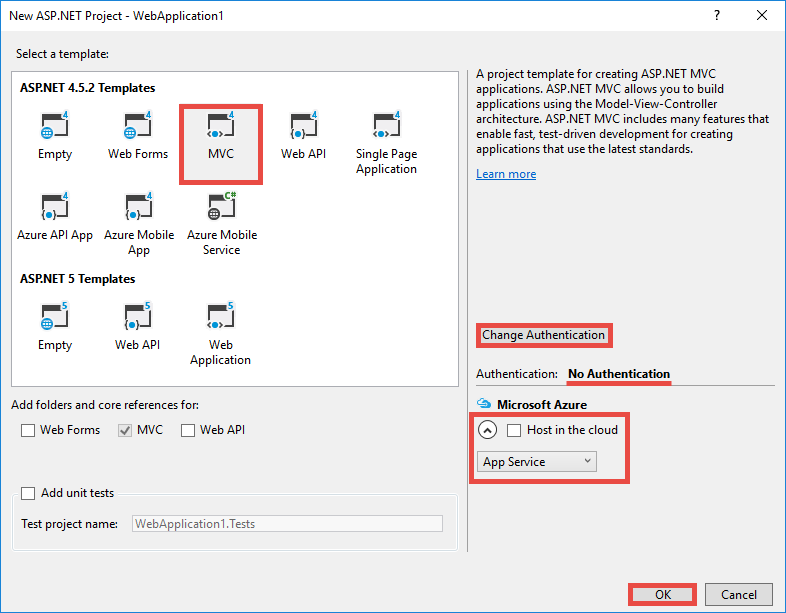 New ASP.NET Project - WebApplication1
?
Select a template:
ASP.NET 4.5.2 Templates
4
4
4
4
4
Empty
Web Forms
MVC
Web API
Single Page
Application
4
4
C#
Azure API App
Azure Mobile
App
Azure Mobile
Service
ASP.NET 5 Templates
5
5
5
Empty
Web API
Web
Application
Add folders and core references for:
Web Forms
MVC
Web API
Add unit tests
Test project name:
WebApplication1.Tests
A project template for creating ASP.NET MVC
applications. ASP.NET MVC allows you to build
applications using the Model-View-Controller
architecture. ASP.NET MVC includes many features that
enable fast, test-driven development for creating
applications that use the latest standards.
Learn more
Change Authentication
Authentication: No Authentication
Microsoft Azure
Host in the cloud
App Service
OK
Cancel